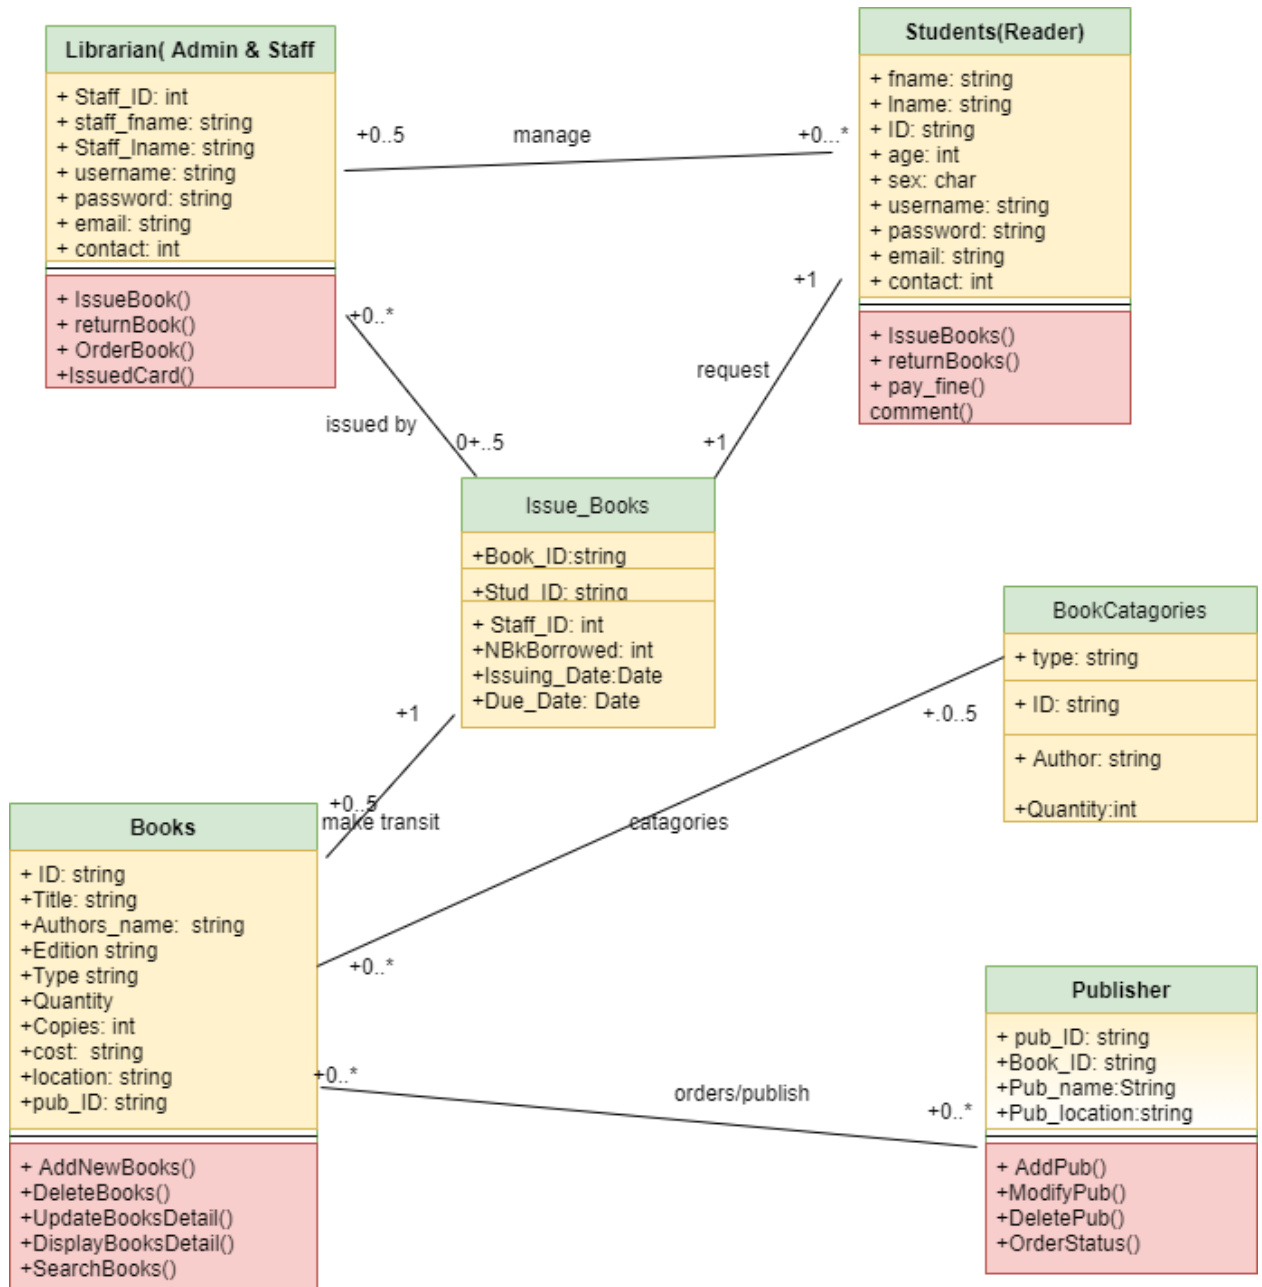 Librarian( Admin & Staff
+ Staff_ID: int
+ staff_fname: string
+ Staff_lname: string
+ username: string
+ password: string
+ email: string
+ contact: int
+ IssueBook()
+ returnBook()
+ OrderBook()
+IssuedCard()
+0..5
manage
+0...*
Students(Reader)
+ fname: string
+ lname: string
+ ID: string
+ age: int
+ sex: char
+ username: string
+ password: string
+ email: string
+ contact: int
+ IssueBooks()
+ returnBooks()
+ pay_fine()
comment()
+0..*
issued by
0+..5
+1
request
+1
Issue_Books
+Book_ID:string
+Stud_ID: string
+ Staff_ID: int
+NBkBorrowed: int
+Issuing_Date:Date
+Due_Date: Date
BookCatagories
+ type: string
+ ID: string
+ Author: string
+Quantity:int
+1
+0..5
make transit
+.0..5
catagories
+0..*
Books
+ ID: string
+Title: string
+Authors_name:  string
+Edition string
+Type string
+Quantity
+Copies: int
+cost:  string
+location: string
+pub_ID: string
+ AddNewBooks()
+DeleteBooks()
+UpdateBooksDetail()
+DisplayBooksDetail()
+SearchBooks()
+0..*
orders/publish
+0..*
Publisher
+ pub_ID: string
+Book_ID: string
+Pub_name:String
+Pub_location:string
+ AddPub()
+ModifyPub()
+DeletePub()
+OrderStatus()